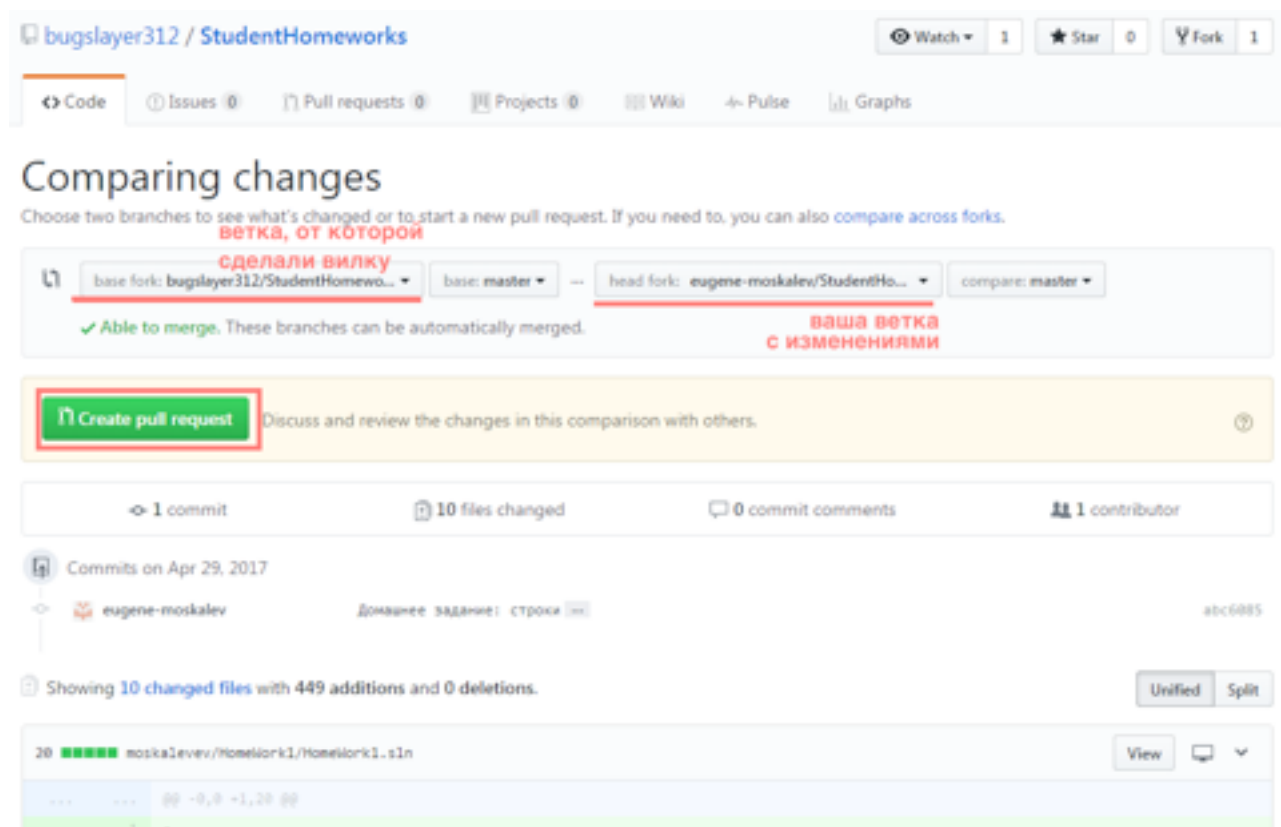 bugslayer312 / StudentHomeworks
Watch 1 Star 0 Fork 1
Code Issues 0 Pull requests 0 Projects 0 Wiki Pulse Graphs
Comparing changes
Choose two branches to see what's changed or to start a new pull request. If you need to, you can also compare across forks.
ветка, от которой
сделали вилку
base fork: bugslayer312/StudentHomewo... base: master ... head fork: eugene-moskalev/StudentHo... compare: master
✓ Able to merge. These branches can be automatically merged.
ваша ветка
с изменениями
Create pull request Discuss and review the changes in this comparison with others.
1 commit 10 files changed 0 commit comments 1 contributor
Commits on Apr 29, 2017
eugene-moskalev Домашнее задание: строки ... abc6085
Showing 10 changed files with 449 additions and 0 deletions.
Unified Split
20 moskalevev/HomeWork1/HomeWork1.sln View
... ... @@ -0,0 +1,20 @@